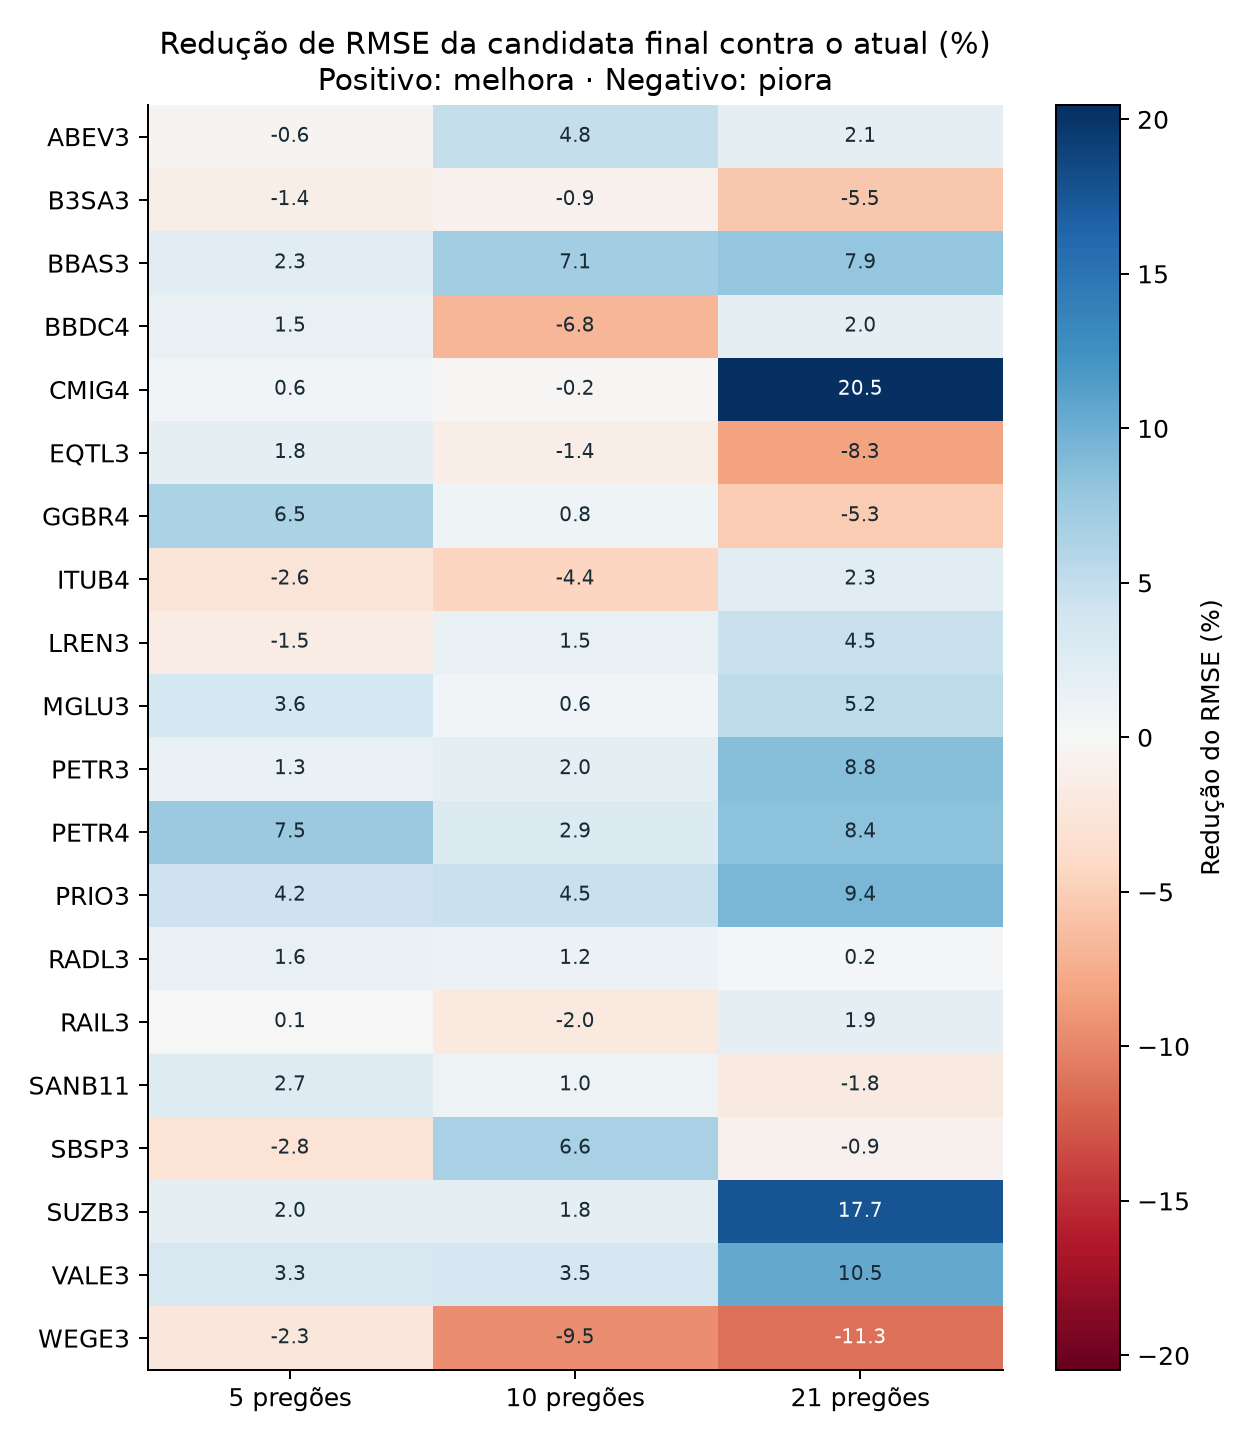 Redução de RMSE da candidata final contra o atual (%)
Positivo: melhora · Negativo: piora
ABEV3 -0.6 4.8 2.1
B3SA3 -1.4 -0.9 -5.5
BBAS3 2.3 7.1 7.9
BBDC4 1.5 -6.8 2.0
CMIG4 0.6 -0.2 20.5
EQTL3 1.8 -1.4 -8.3
GGBR4 6.5 0.8 -5.3
ITUB4 -2.6 -4.4 2.3
LREN3 -1.5 1.5 4.5
MGLU3 3.6 0.6 5.2
PETR3 1.3 2.0 8.8
PETR4 7.5 2.9 8.4
PRIO3 4.2 4.5 9.4
RADL3 1.6 1.2 0.2
RAIL3 0.1 -2.0 1.9
SANB11 2.7 1.0 -1.8
SBSP3 -2.8 6.6 -0.9
SUZB3 2.0 1.8 17.7
VALE3 3.3 3.5 10.5
WEGE3 -2.3 -9.5 -11.3
5 pregões 10 pregões 21 pregões
20
15
10
5
0
−5
−10
−15
−20
Redução do RMSE (%)